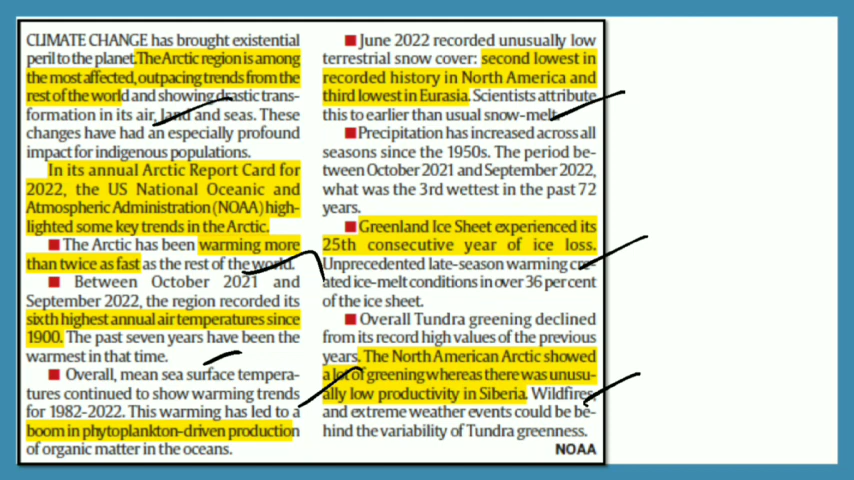 CLIMATE CHANGE has brought existential
peril to the planet.The Arctic region is among
the most affected, outpacing trends from the
rest of the world and showing drastic trans-
formation in its air, land and seas. These
changes have had an especially profound
impact for indigenous populations.
In its annual Arctic Report Card for
2022, the US National Oceanic and
Atmospheric Administration (NOAA) high-
lighted some key trends in the Arctic.
■ The Arctic has been warming more
than twice as fast as the rest of the world.
■ Between October 2021 and
September 2022, the region recorded its
sixth highest annual air temperatures since
1900. The past seven years have been the
warmest in that time.
■ Overall, mean sea surface tempera-
tures continued to show warming trends
for 1982-2022. This warming has led to a
boom in phytoplankton-driven production
of organic matter in the oceans.
■ June 2022 recorded unusually low
terrestrial snow cover: second lowest in
recorded history in North America and
third lowest in Eurasia. Scientists attribute
this to earlier than usual snow-melt.
■ Precipitation has increased across all
seasons since the 1950s. The period be-
tween October 2021 and September 2022,
what was the 3rd wettest in the past 72
years.
■ Greenland Ice Sheet experienced its
25th consecutive year of ice loss.
Unprecedented late-season warming cre-
ated ice-melt conditions in over 36 per cent
of the ice sheet.
■ Overall Tundra greening declined
from its record high values of the previous
years. The North American Arctic showed
a lot of greening whereas there was unusu-
ally low productivity in Siberia. Wildfires,
and extreme weather events could be be-
hind the variability of Tundra greenness.
NOAA